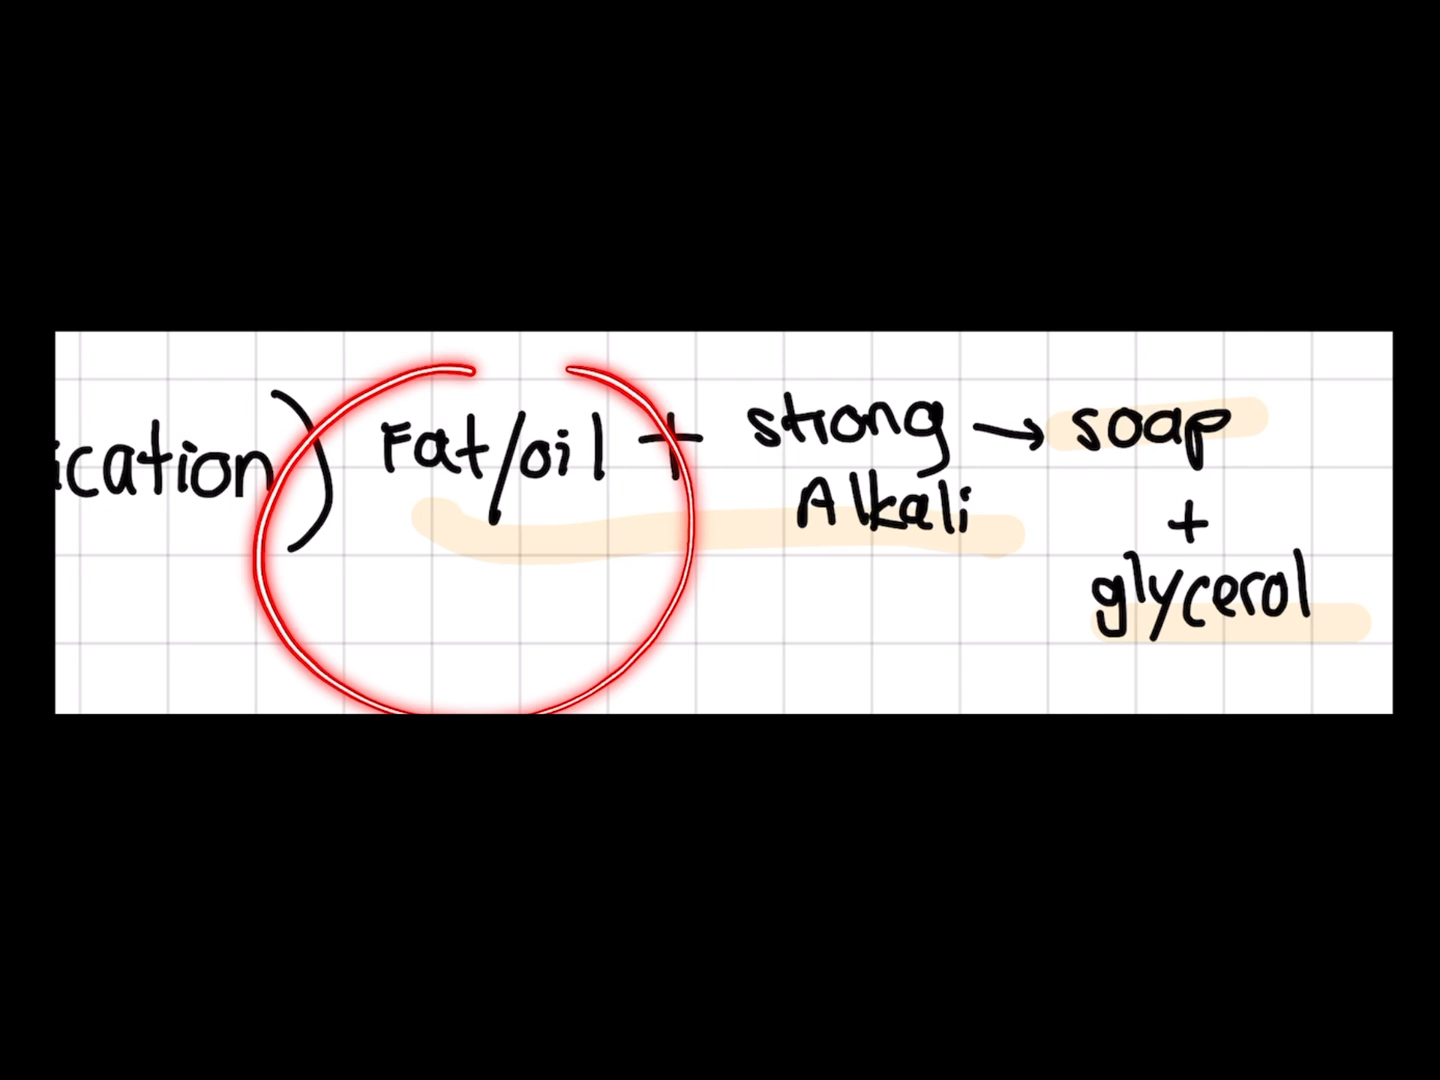 ication) Fat/oil + strong → soap
Alkali +
glycerol